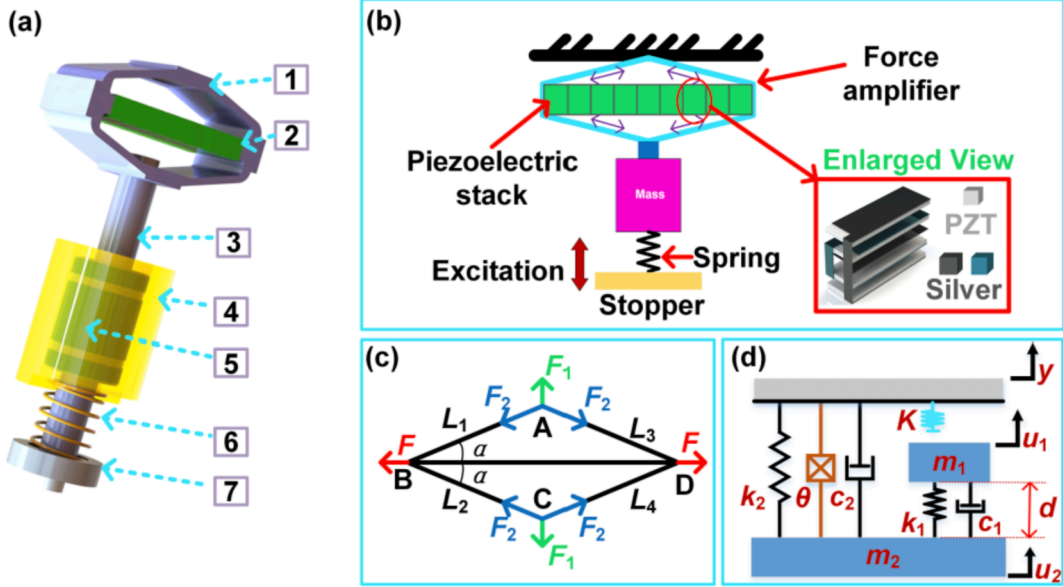 (a)
1
2
3
4
5
6
7
(b)
Force
amplifier
Piezoelectric
stack
Mass
Enlarged View
PZT
Silver
Excitation
Spring
Stopper
(c)
F₁
F₂ F₂
L₁ A L₃
F α F
B α D
L₂ C L₄
F₂ F₂
F₁
(d)
y
K
u₁
m₁
k₂ θ c₂ k₁ c₁ d
m₂
u₂